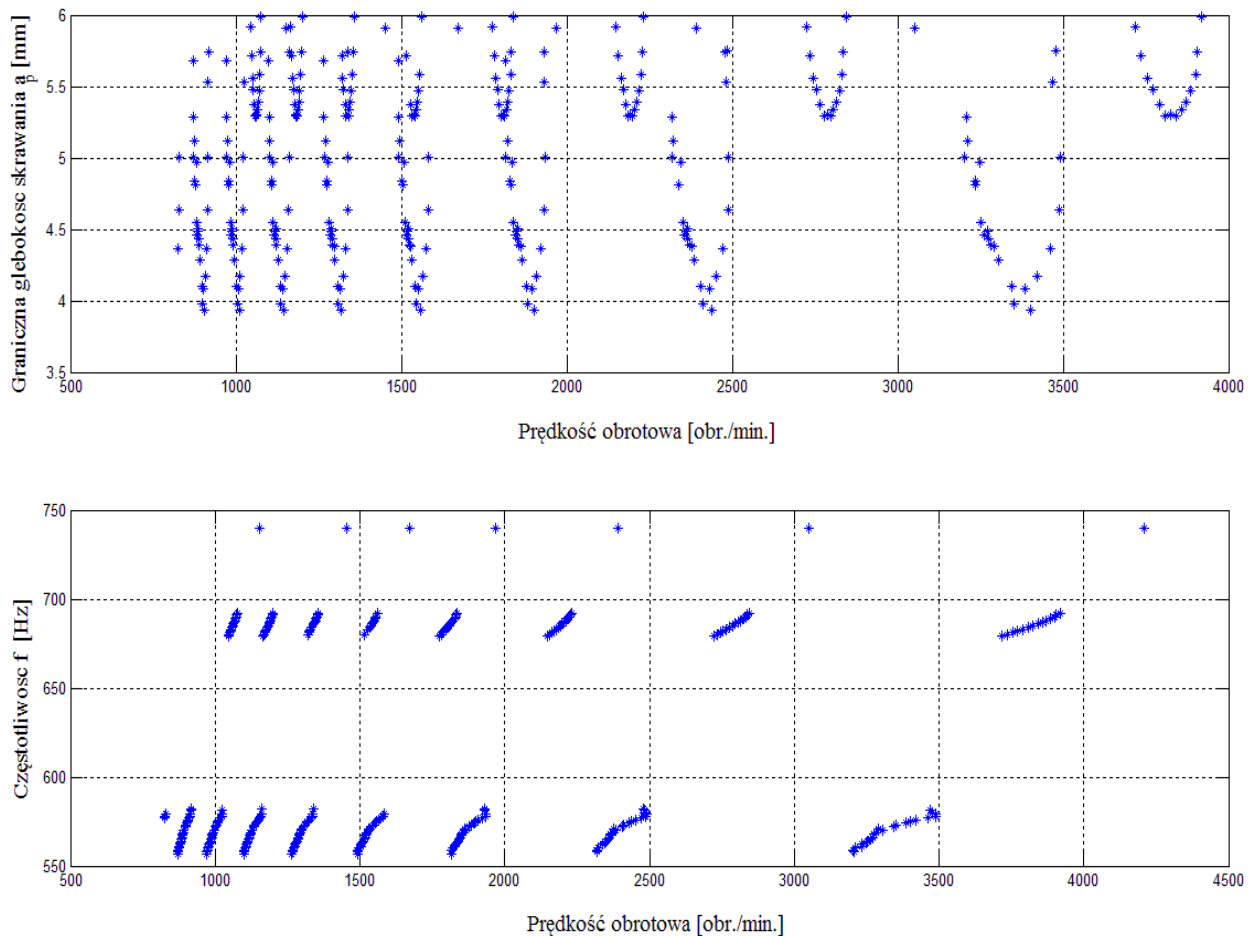 Graniczna glebokosc skrawania a_p [mm]
6
5.5
5
4.5
4
3.5
500 1000 1500 2000 2500 3000 3500 4000
Prędkość obrotowa [obr./min.]
Częstotliwosc f [Hz]
750
700
650
600
550
500 1000 1500 2000 2500 3000 3500 4000 4500
Prędkość obrotowa [obr./min.]